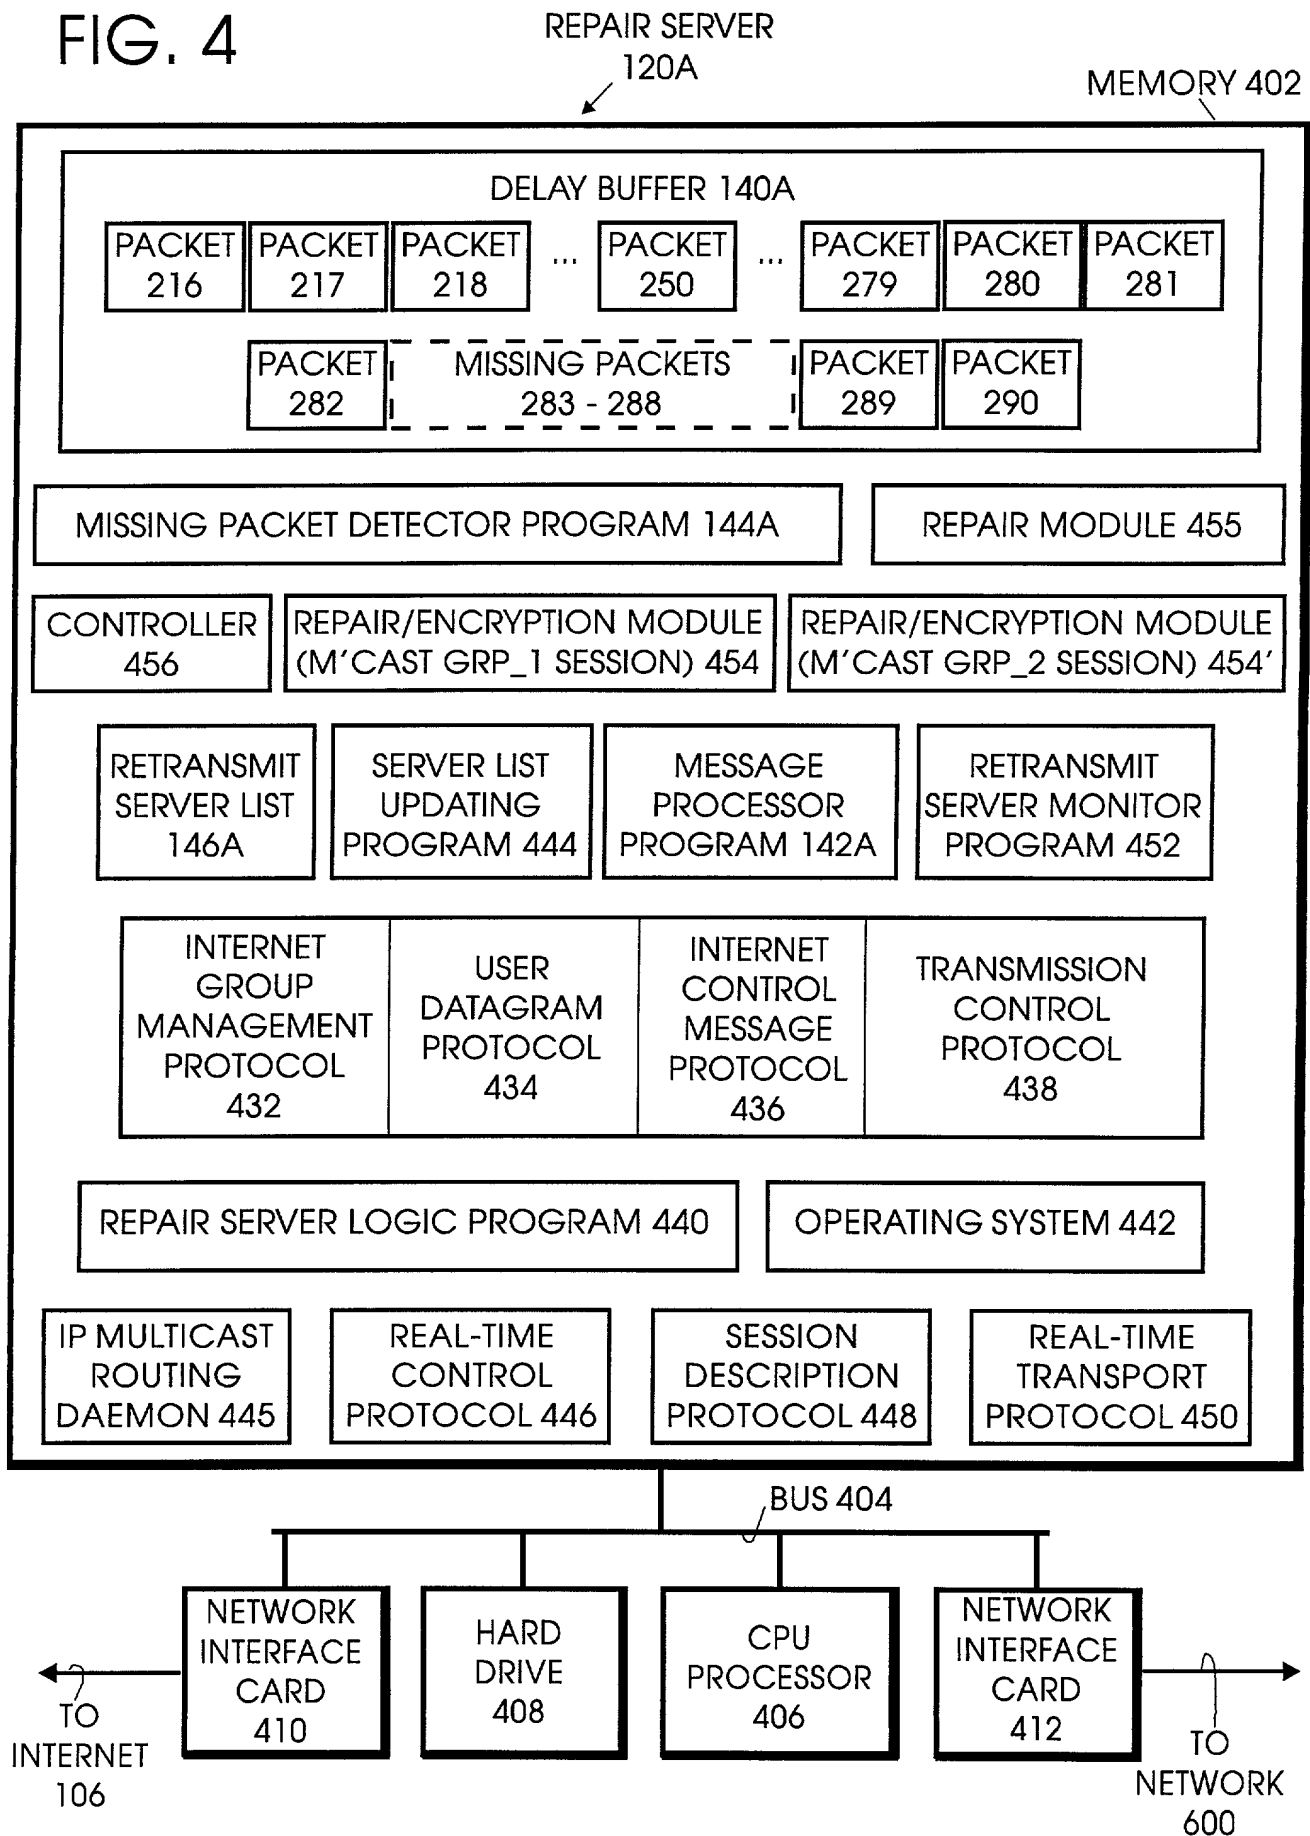 FIG. 4
REPAIR SERVER
120A
MEMORY 402
DELAY BUFFER 140A
PACKET
216
PACKET
217
PACKET
218
...
PACKET
250
...
PACKET
279
PACKET
280
PACKET
281
PACKET
282
MISSING PACKETS
283 - 288
PACKET
289
PACKET
290
MISSING PACKET DETECTOR PROGRAM 144A
REPAIR MODULE 455
CONTROLLER
456
REPAIR/ENCRYPTION MODULE
(M'CAST GRP_1 SESSION) 454
REPAIR/ENCRYPTION MODULE
(M'CAST GRP_2 SESSION) 454'
RETRANSMIT
SERVER LIST
146A
SERVER LIST
UPDATING
PROGRAM 444
MESSAGE
PROCESSOR
PROGRAM 142A
RETRANSMIT
SERVER MONITOR
PROGRAM 452
INTERNET
GROUP
MANAGEMENT
PROTOCOL
432
USER
DATAGRAM
PROTOCOL
434
INTERNET
CONTROL
MESSAGE
PROTOCOL
436
TRANSMISSION
CONTROL
PROTOCOL
438
REPAIR SERVER LOGIC PROGRAM 440
OPERATING SYSTEM 442
IP MULTICAST
ROUTING
DAEMON 445
REAL-TIME
CONTROL
PROTOCOL 446
SESSION
DESCRIPTION
PROTOCOL 448
REAL-TIME
TRANSPORT
PROTOCOL 450
BUS 404
NETWORK
INTERFACE
CARD
410
HARD
DRIVE
408
CPU
PROCESSOR
406
NETWORK
INTERFACE
CARD
412
TO
INTERNET
106
TO
NETWORK
600